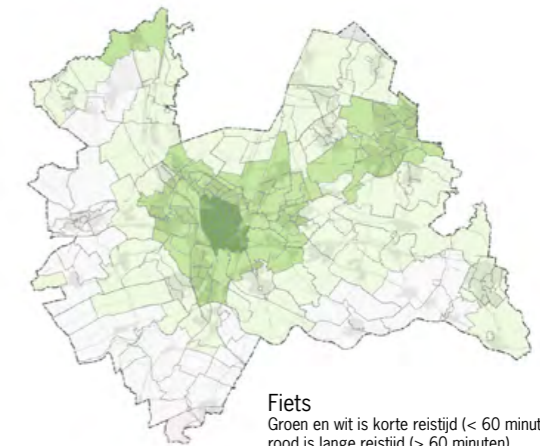 Fiets
Groen en wit is korte reistijd (< 60 minut
rood is lange reistijd (> 60 minuten)